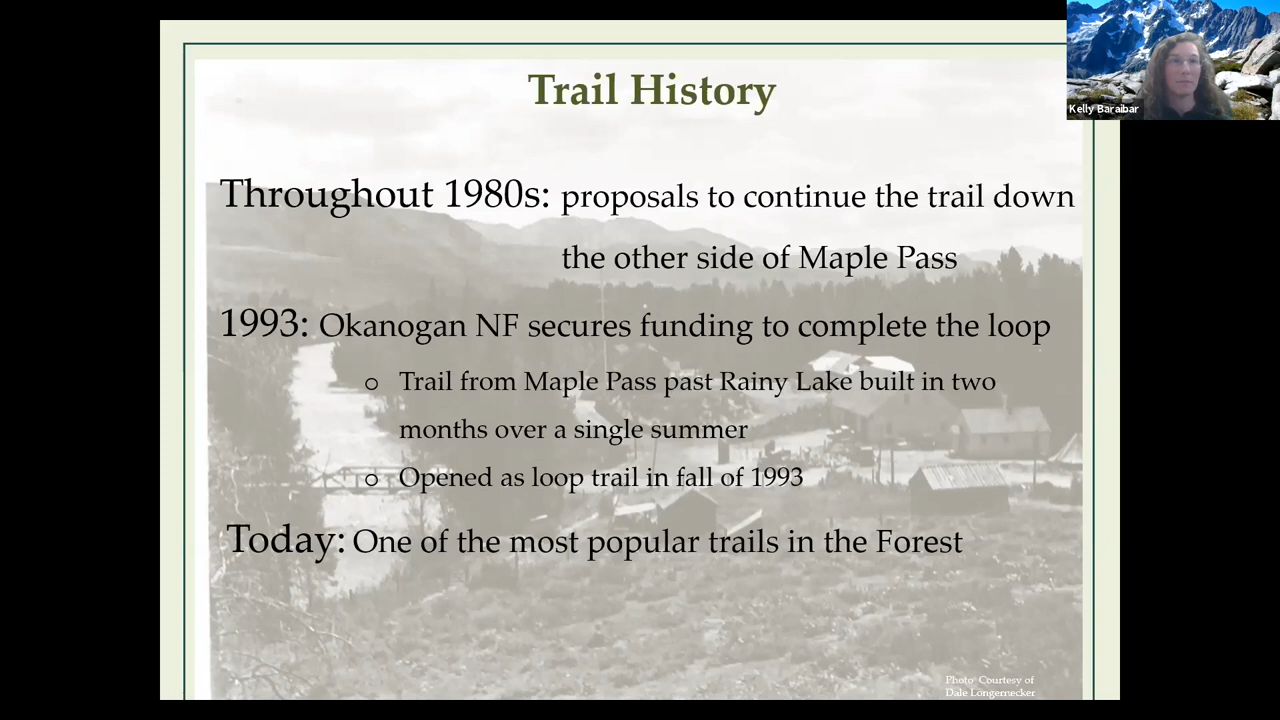 Trail History
Kelly Baraibar
Throughout 1980s: proposals to continue the trail down
the other side of Maple Pass
1993: Okanogan NF secures funding to complete the loop
o Trail from Maple Pass past Rainy Lake built in two
months over a single summer
o Opened as loop trail in fall of 1993
Today: One of the most popular trails in the Forest
Photo Courtesy of
Dale Longernecker